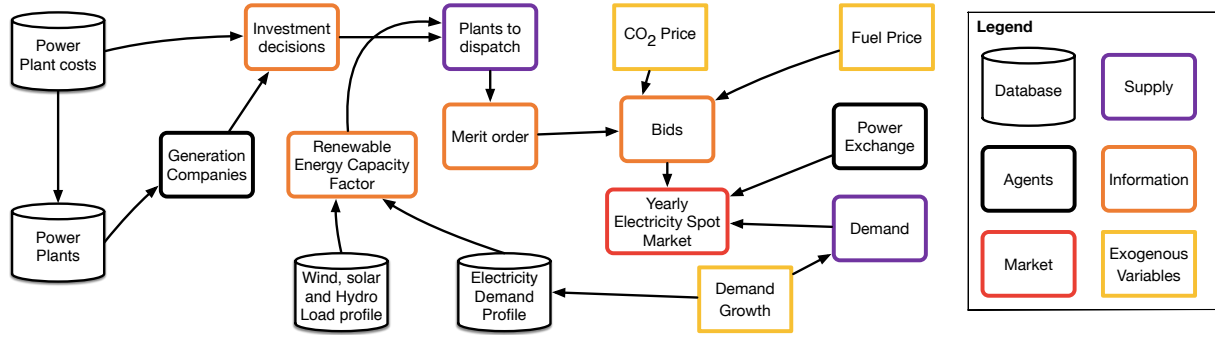 Power
Plant costs
Investment
decisions
Plants to
dispatch
CO2 Price
Fuel Price
Generation
Companies
Renewable
Energy Capacity
Factor
Merit order
Bids
Power
Exchange
Power
Plants
Yearly
Electricity Spot
Market
Demand
Wind, solar
and Hydro
Load profile
Electricity
Demand
Profile
Demand
Growth
Legend
Database
Supply
Agents
Information
Market
Exogenous
Variables